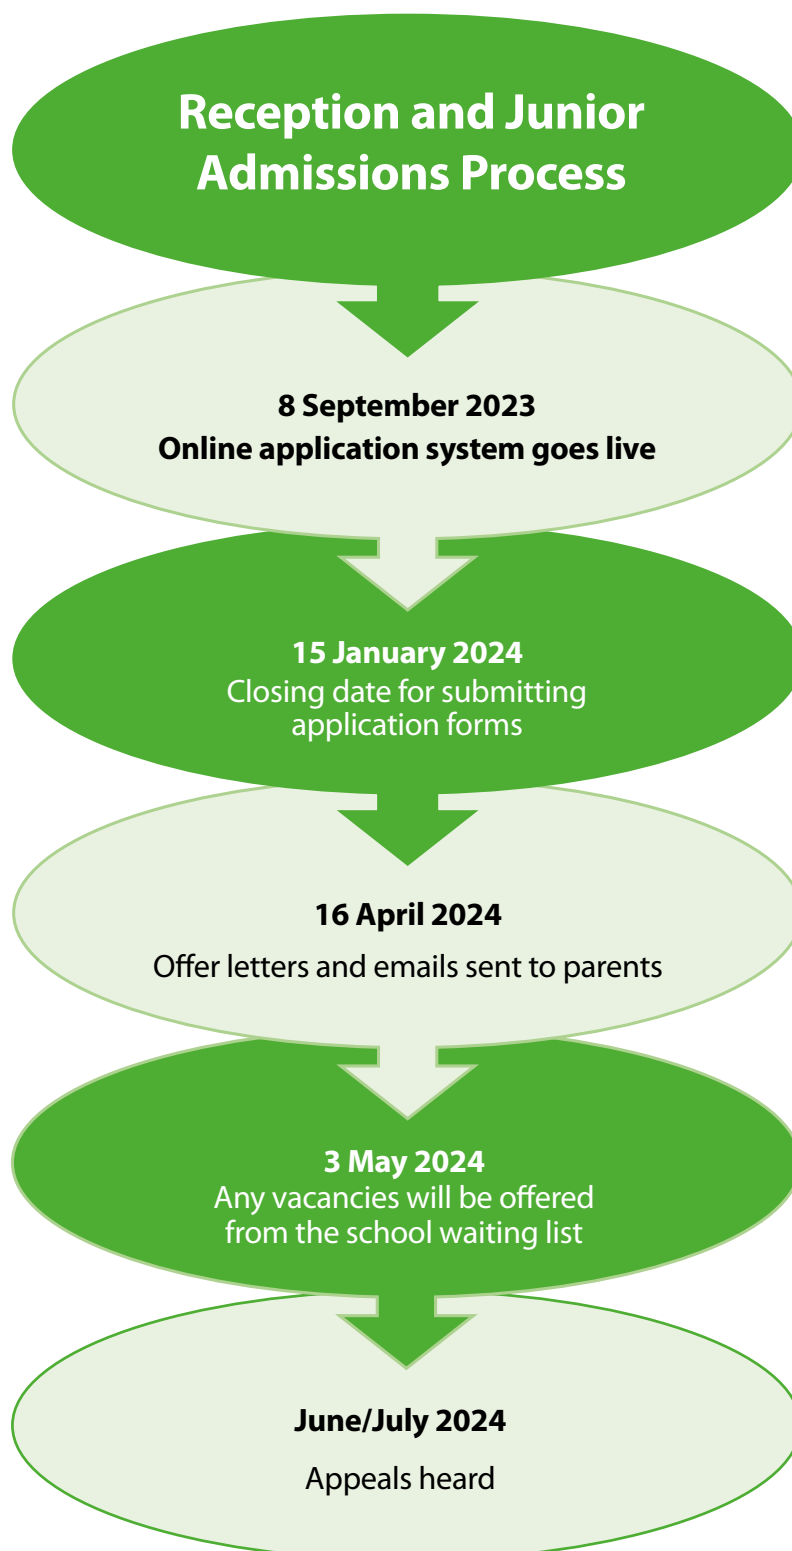 Reception and Junior
Admissions Process
8 September 2023
Online application system goes live
15 January 2024
Closing date for submitting
application forms
16 April 2024
Offer letters and emails sent to parents
3 May 2024
Any vacancies will be offered
from the school waiting list
June/July 2024
Appeals heard